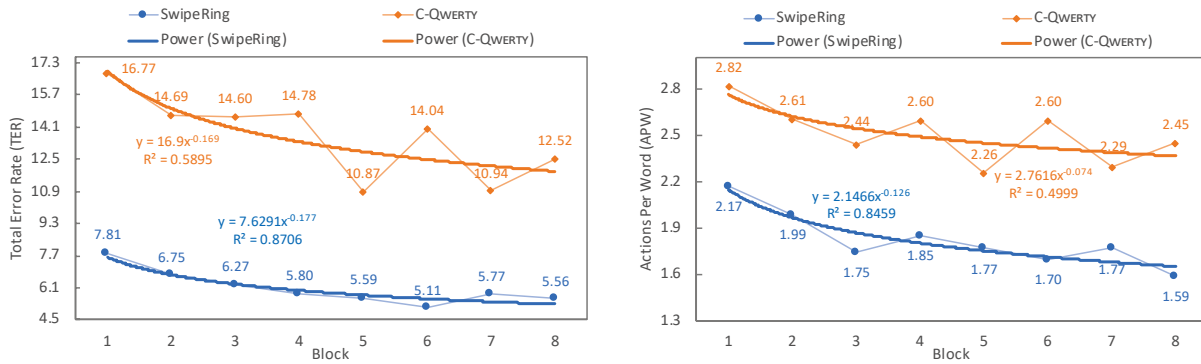 SwipeRing C-QWERTY
Power (SwipeRing) Power (C-QWERTY)
Total Error Rate (TER)
17.3
15.7
14.1
12.5
10.9
9.3
7.7
6.1
4.5
16.77
14.69
14.60
14.78
10.87
14.04
10.94
12.52
y = 16.9x^-0.169
R² = 0.5895
y = 7.6291x^-0.177
R² = 0.8706
7.81
6.75
6.27
5.80
5.59
5.11
5.77
5.56
1 2 3 4 5 6 7 8
Block
SwipeRing C-QWERTY
Power (SwipeRing) Power (C-QWERTY)
Actions Per Word (APW)
2.8
2.5
2.2
1.9
1.6
1.3
2.82
2.61
2.44
2.60
2.26
2.60
2.29
2.45
y = 2.7616x^-0.074
R² = 0.4999
y = 2.1466x^-0.126
R² = 0.8459
2.17
1.99
1.75
1.85
1.77
1.70
1.77
1.59
1 2 3 4 5 6 7 8
Block